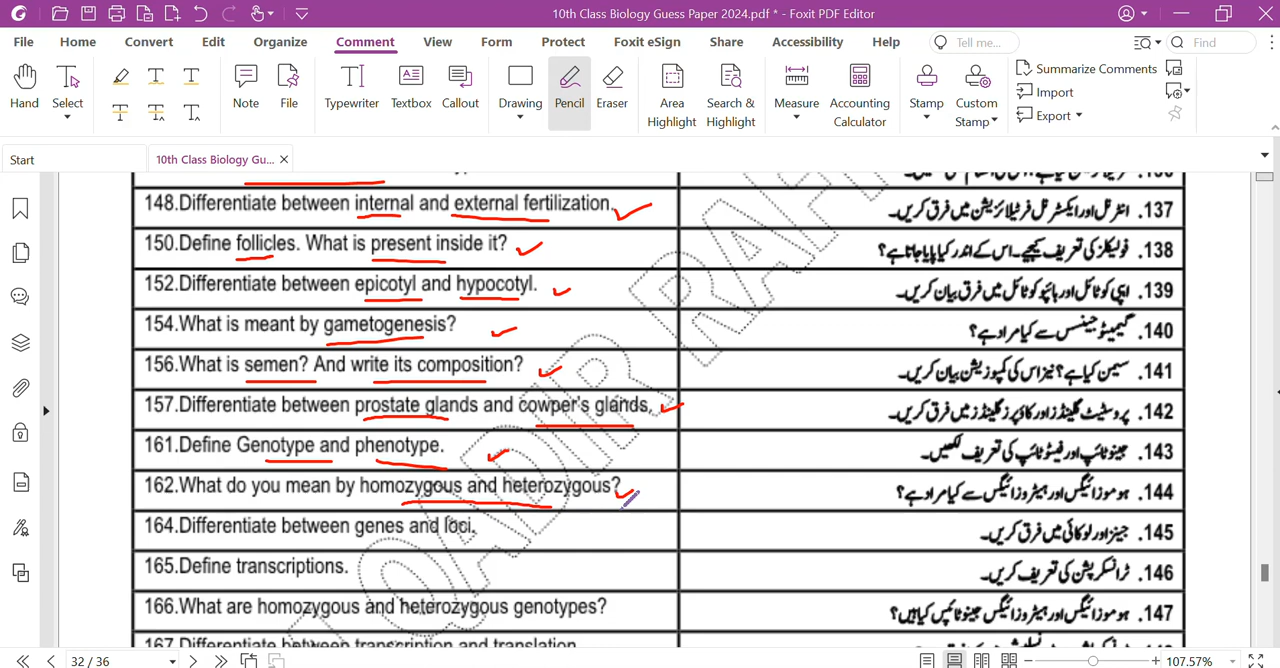 10th Class Biology Guess Paper 2024.pdf * - Foxit PDF Editor
File Home Convert Edit Organize Comment View Form Protect Foxit eSign Share Accessibility Help Tell me... Find
Hand Select Note File Typewriter Textbox Callout Drawing Pencil Eraser Area Highlight Search & Highlight Measure Accounting Calculator Stamp Custom Stamp Summarize Comments Import Export
Start 10th Class Biology Gu...
148.Differentiate between internal and external fertilization.
137. انٹرنل اور ایکسٹرنل فرٹیلائزیشن میں فرق کریں۔
150.Define follicles. What is present inside it?
138. فولیکلز کی تعریف کیجیے۔ اس کے اندر کیا پایا جاتا ہے؟
152.Differentiate between epicotyl and hypocotyl.
139. ایپی کوٹائل اور ہائپو کوٹائل میں فرق بیان کریں۔
154.What is meant by gametogenesis?
140. گیمیٹوجینسس سے کیا مراد ہے؟
156.What is semen? And write its composition?
141. سیمن کیا ہے؟ نیز اس کی کمپوزیشن بیان کریں۔
157.Differentiate between prostate glands and cowper's glands.
142. پروسٹیٹ گلینڈز اور کاؤپرز گلینڈز میں فرق کریں۔
161.Define Genotype and phenotype.
143. جینوٹائپ اور فینوٹائپ کی تعریف لکھیں۔
162.What do you mean by homozygous and heterozygous?
144. ہوموزائیگس اور ہیٹروزائیگس سے کیا مراد ہے؟
164.Differentiate between genes and loci.
145. جینز اور لوکائی میں فرق کریں۔
165.Define transcriptions.
146. ٹرانسکرپشن کی تعریف کریں۔
166.What are homozygous and heterozygous genotypes?
147. ہوموزائیگس اور ہیٹروزائیگس جینوٹائپس کیا ہیں؟
167.Differentiate between transcription and translation.
32 / 36
107.57%